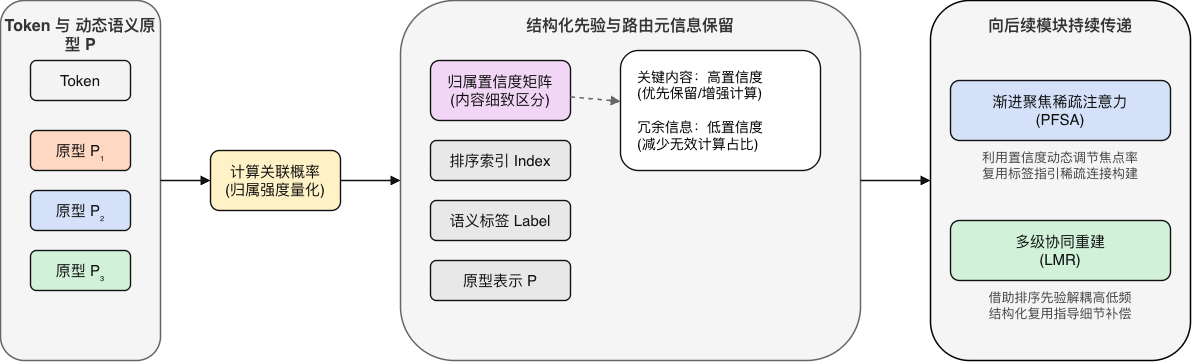 Token 与 动态语义原
型 P
Token
原型 P₁
原型 P₂
原型 P₃
计算关联概率
(归属强度量化)
结构化先验与路由元信息保留
归属置信度矩阵
(内容细致区分)
关键内容：高置信度
(优先保留/增强计算)
冗余信息：低置信度
(减少无效计算占比)
排序索引 Index
语义标签 Label
原型表示 P
向后续模块持续传递
渐进聚焦稀疏注意力
(PFSA)
利用置信度动态调节焦点率
复用标签指引稀疏连接构建
多级协同重建
(LMR)
借助排序先验解耦高低频
结构化复用指导细节补偿